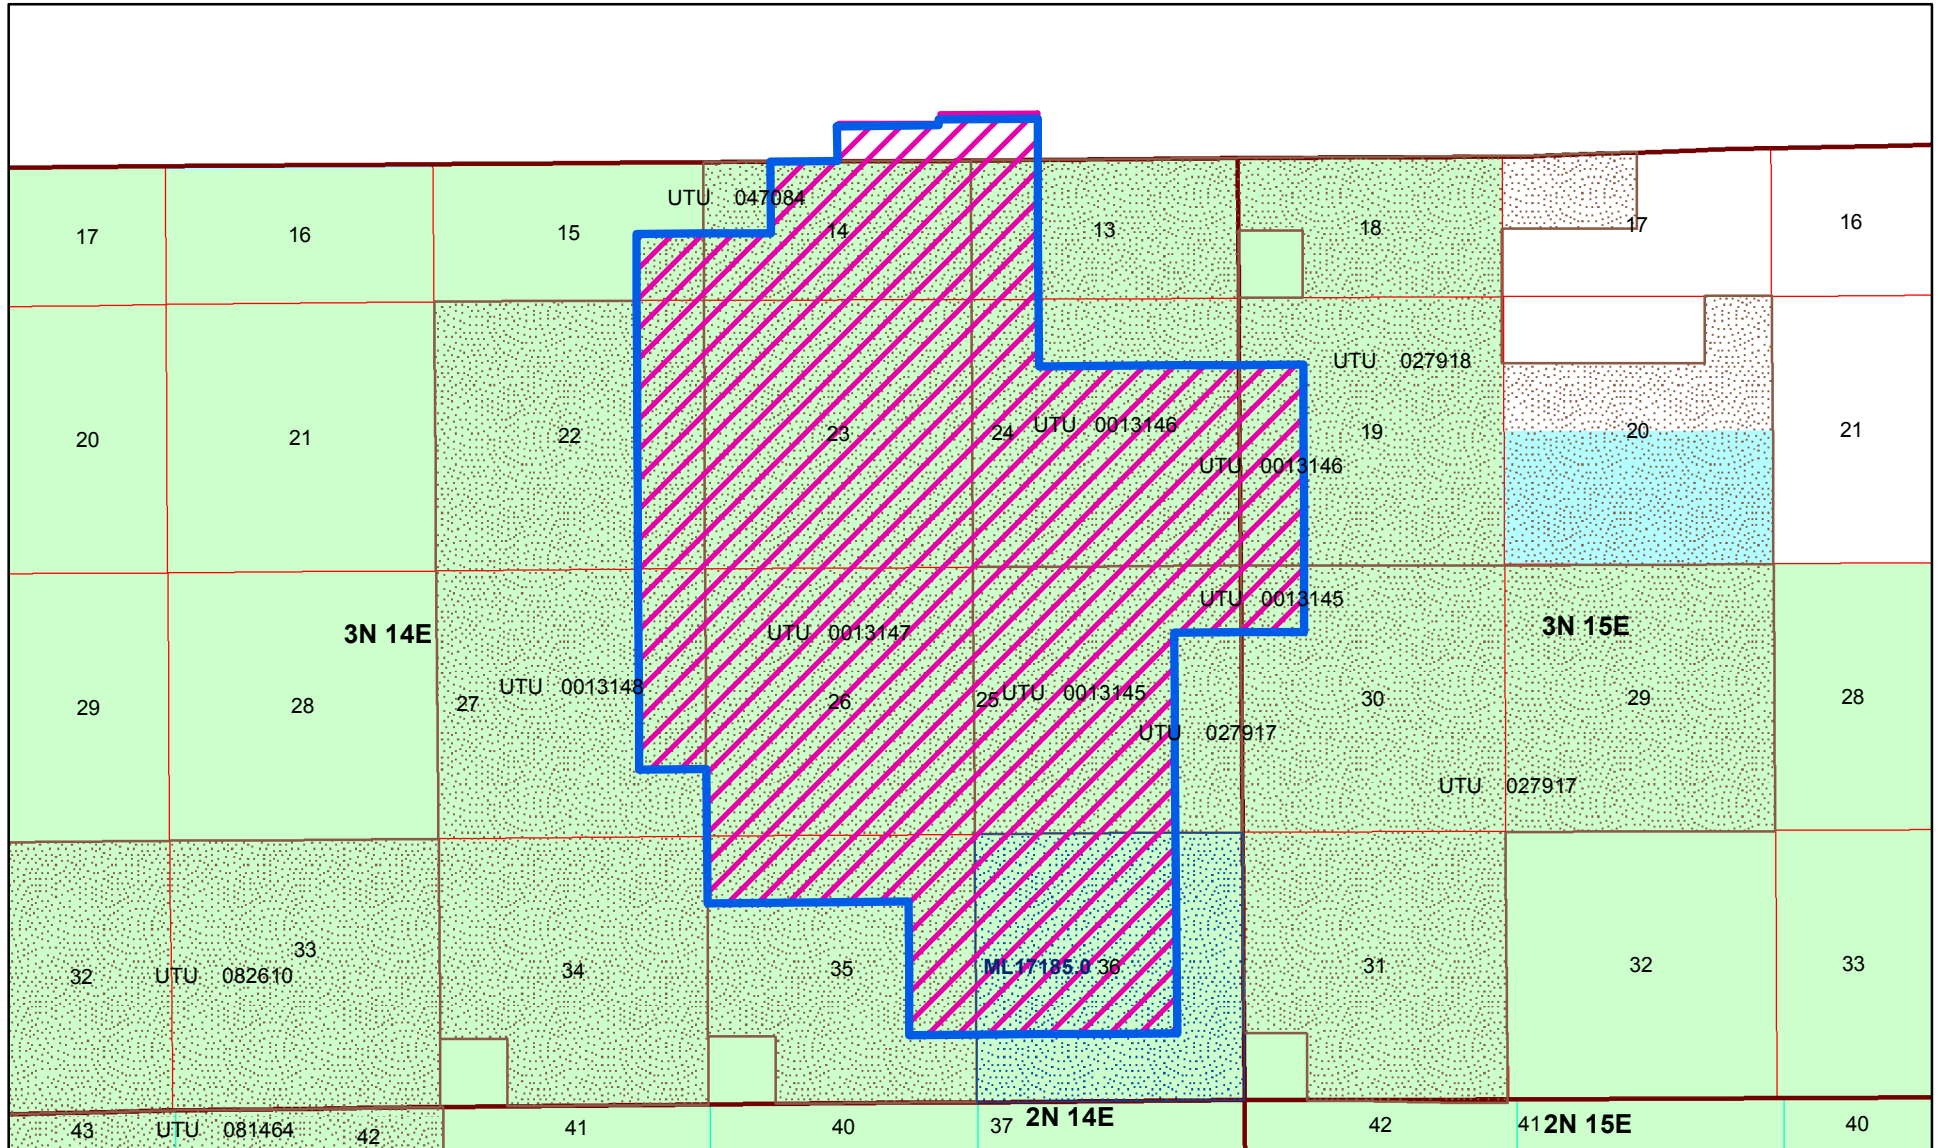 UTU 047084
17
16
15
14
13
18
17
16
UTU 027918
20
21
22
23
24
UTU 0013146
19
20
21
UTU 0013146
UTU 0013145
3N 14E
UTU 0013147
3N 15E
29
28
27
UTU 0013148
26
25
UTU 0013145
30
29
28
UTU 027917
UTU 027917
33
32
UTU 082610
34
35
ML17185.0
36
31
32
33
43
UTU 081464
42
41
40
37
2N 14E
42
41
2N 15E
40